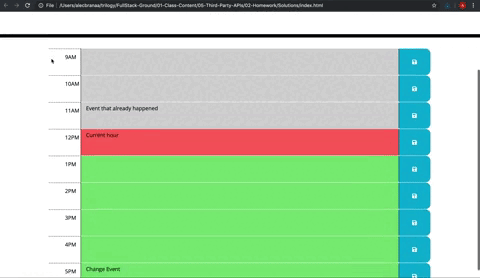 File | /Users/alecbranaa/trilogy/FullStack-Ground/01-Class-Content/05-Third-Party-APIs/02-Homework/Solutions/index.html
9AM
10AM
11AM Event that already happened
12PM Current hour
1PM
2PM
3PM
4PM
5PM Change Event